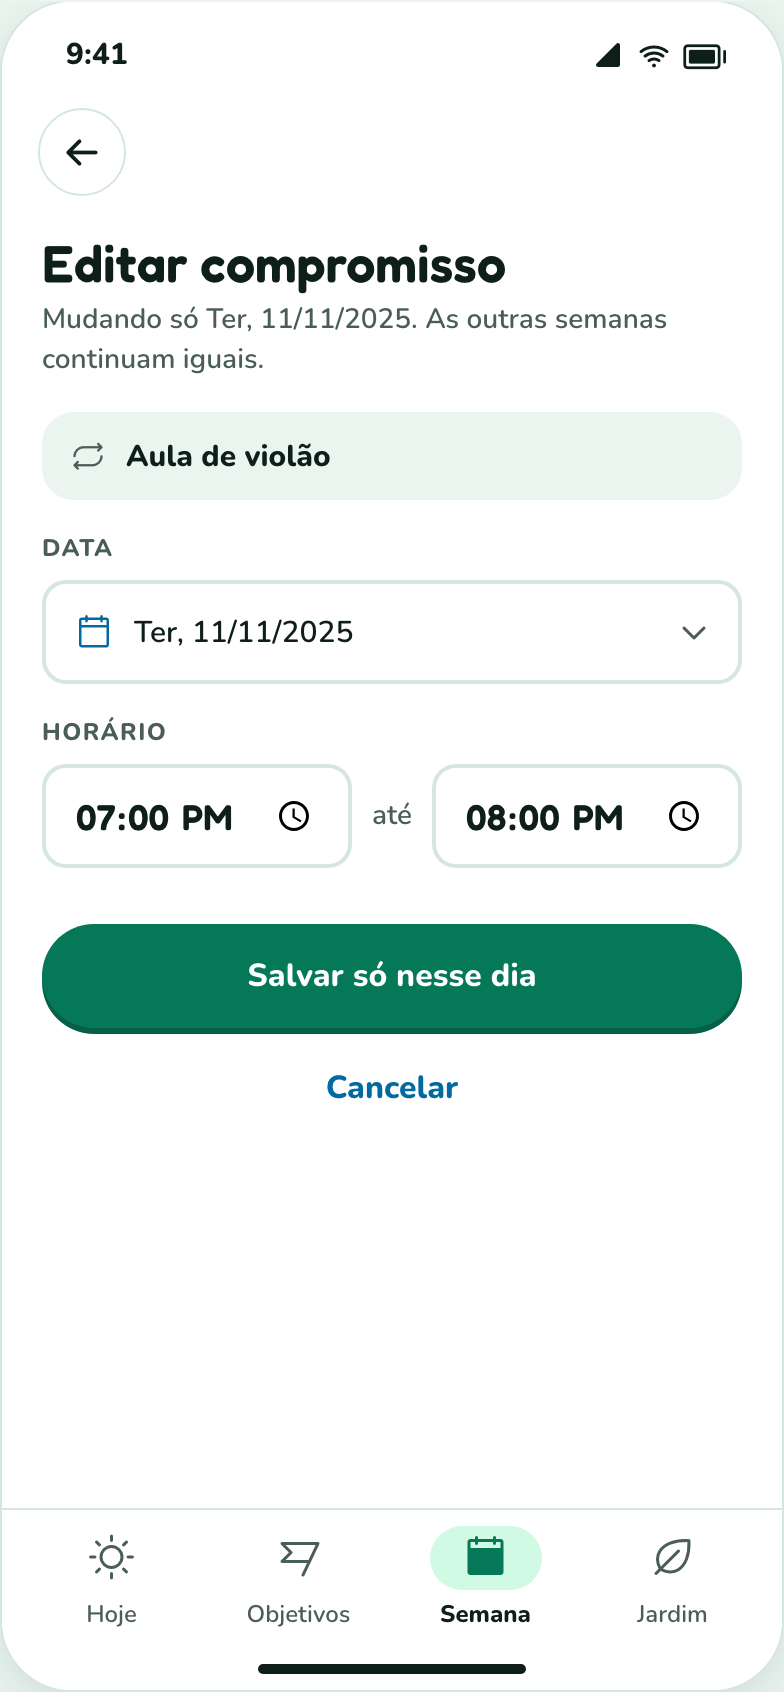 9:41
Editar compromisso
Mudando só Ter, 11/11/2025. As outras semanas
continuam iguais.
Aula de violão
DATA
Ter, 11/11/2025
HORÁRIO
07:00 PM até 08:00 PM
Salvar só nesse dia
Cancelar
Hoje Objetivos Semana Jardim